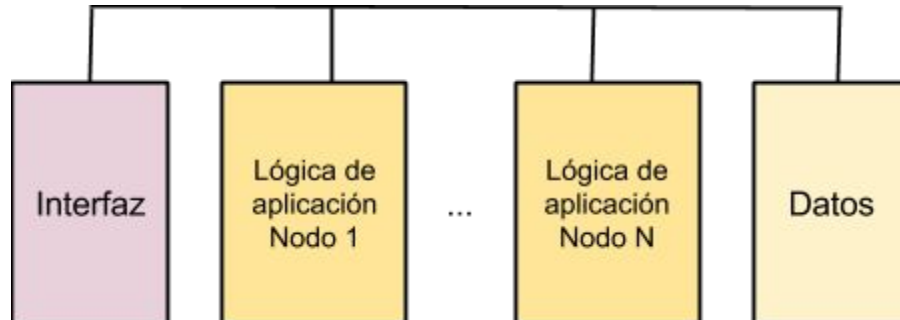 Interfaz
Lógica de
aplicación
Nodo 1
...
Lógica de
aplicación
Nodo N
Datos